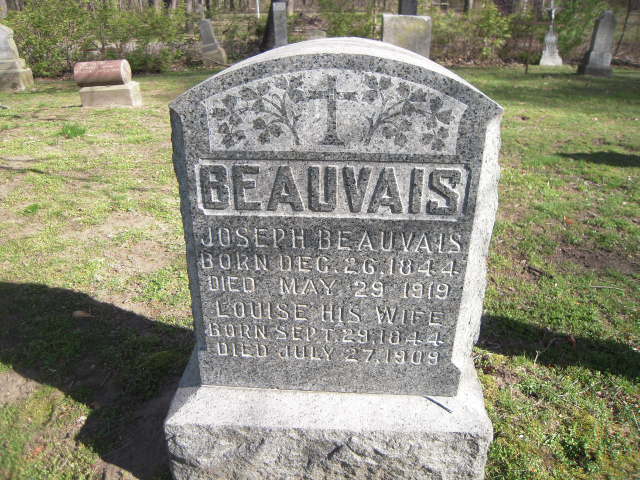 BEAUVAIS
JOSEPH BEAUVAIS
BORN DEC. 26, 1844
DIED MAY 29 1919
LOUISE HIS WIFE
BORN SEPT. 29, 1844
DIED JULY 27, 1909